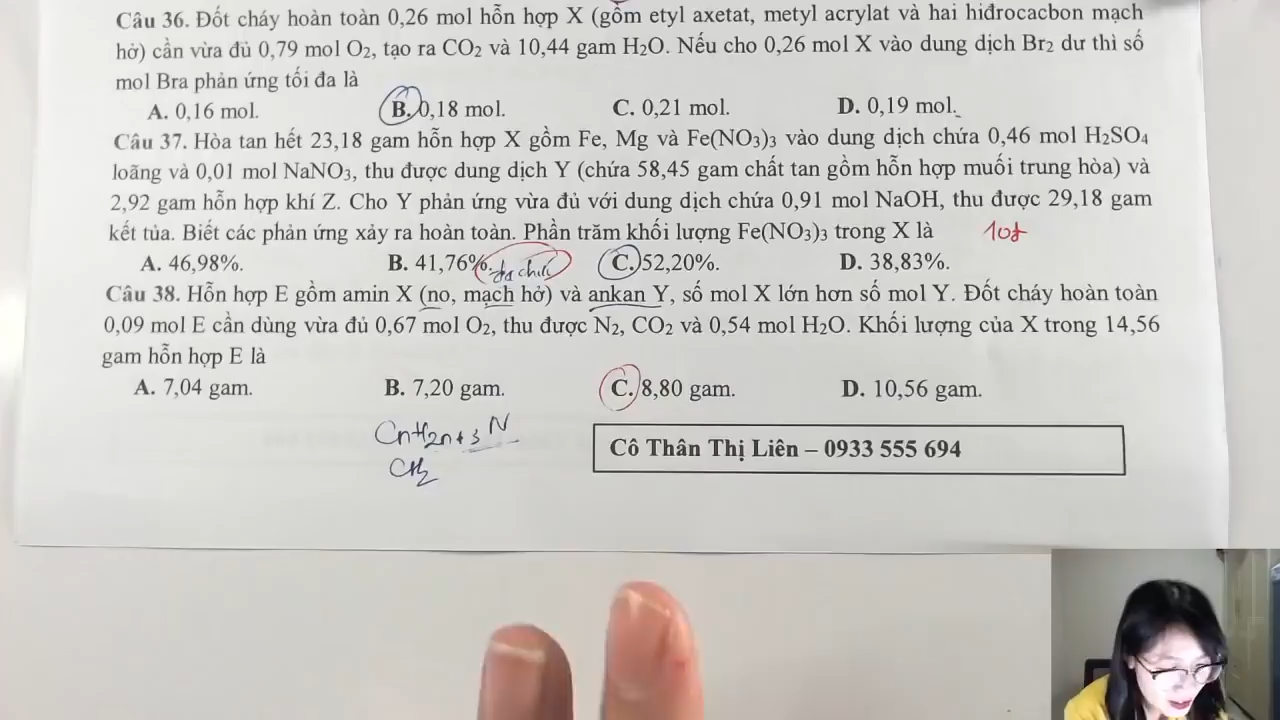 Câu 36. Đốt cháy hoàn toàn 0,26 mol hỗn hợp X (gồm etyl axetat, metyl acrylat và hai hiđrocacbon mạch
hở) cần vừa đủ 0,79 mol O₂, tạo ra CO₂ và 10,44 gam H₂O. Nếu cho 0,26 mol X vào dung dịch Br₂ dư thì số
mol Bra phản ứng tối đa là
A. 0,16 mol. B. 0,18 mol. C. 0,21 mol. D. 0,19 mol.
Câu 37. Hòa tan hết 23,18 gam hỗn hợp X gồm Fe, Mg và Fe(NO₃)₃ vào dung dịch chứa 0,46 mol H₂SO₄
loãng và 0,01 mol NaNO₃, thu được dung dịch Y (chứa 58,45 gam chất tan gồm hỗn hợp muối trung hòa) và
2,92 gam hỗn hợp khí Z. Cho Y phản ứng vừa đủ với dung dịch chứa 0,91 mol NaOH, thu được 29,18 gam
kết tủa. Biết các phản ứng xảy ra hoàn toàn. Phần trăm khối lượng Fe(NO₃)₃ trong X là
A. 46,98%. B. 41,76%. C. 52,20%. D. 38,83%.
Câu 38. Hỗn hợp E gồm amin X (no, mạch hở) và ankan Y, số mol X lớn hơn số mol Y. Đốt cháy hoàn toàn
0,09 mol E cần dùng vừa đủ 0,67 mol O₂, thu được N₂, CO₂ và 0,54 mol H₂O. Khối lượng của X trong 14,56
gam hỗn hợp E là
A. 7,04 gam. B. 7,20 gam. C. 8,80 gam. D. 10,56 gam.
CnH2n+3 N
CH₂
Cô Thân Thị Liên – 0933 555 694